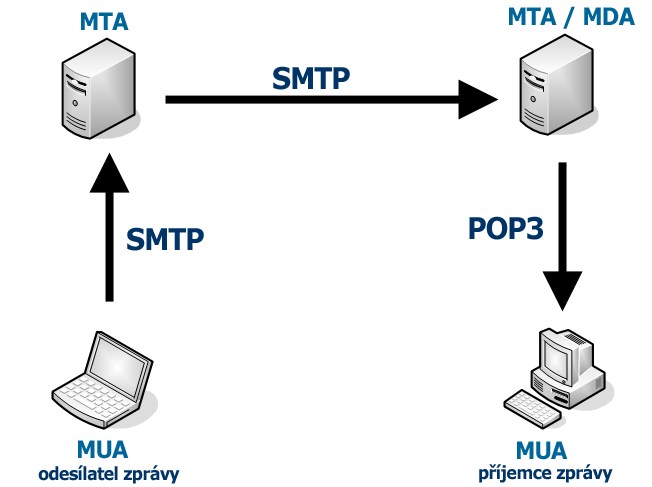 MTA
MTA / MDA
SMTP
SMTP
POP3
MUA
odesílatel zprávy
MUA
příjemce zprávy